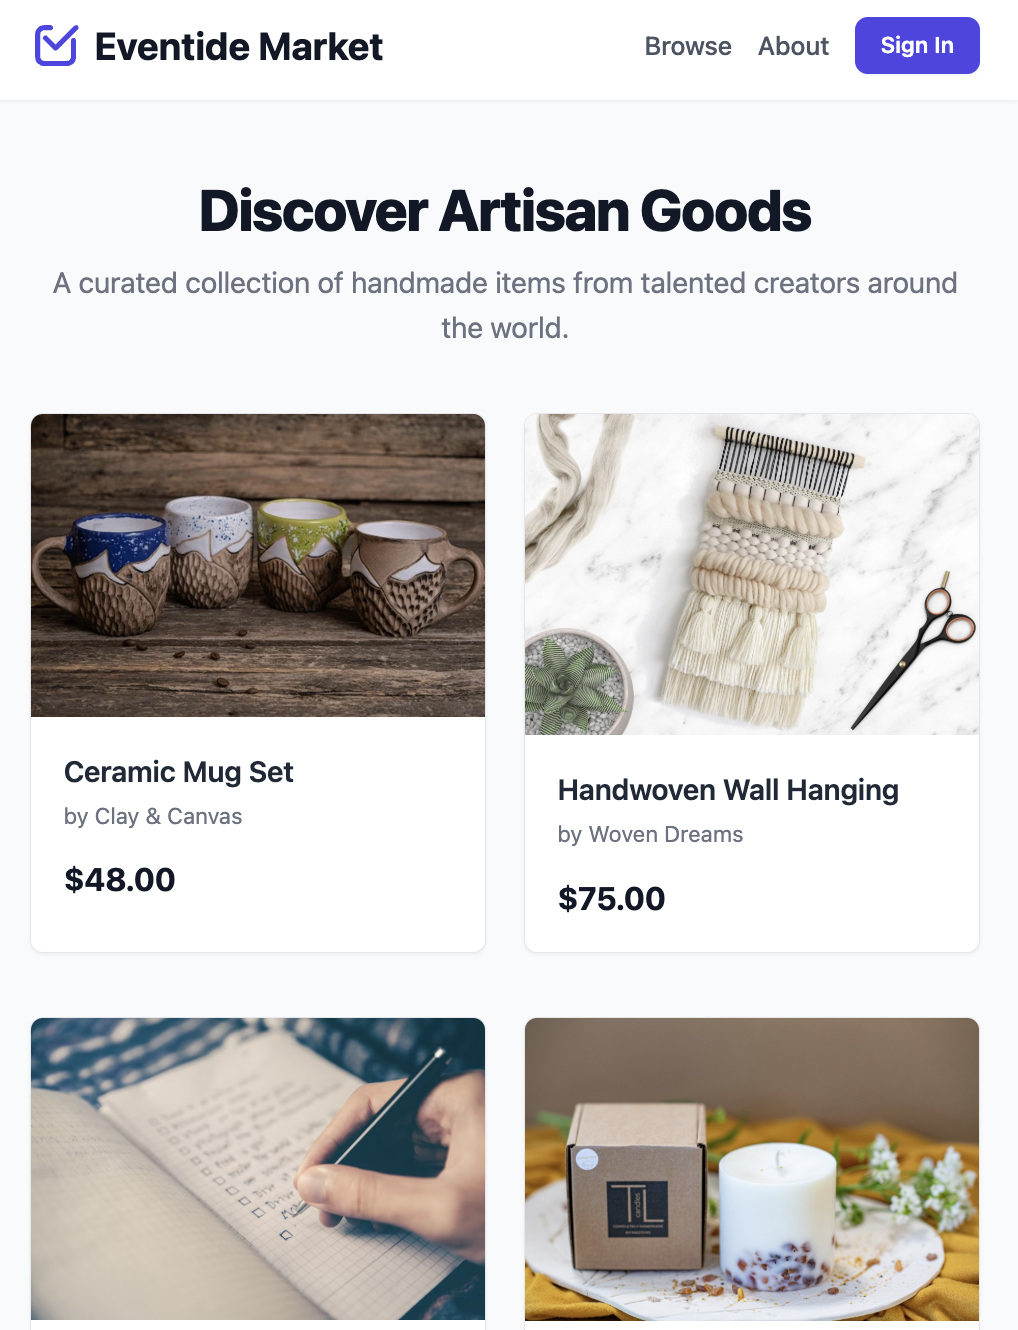 Eventide Market
Browse
About
Sign In
Discover Artisan Goods
A curated collection of handmade items from talented creators around
the world.
Ceramic Mug Set
by Clay & Canvas
$48.00
Handwoven Wall Hanging
by Woven Dreams
$75.00
TL
candles